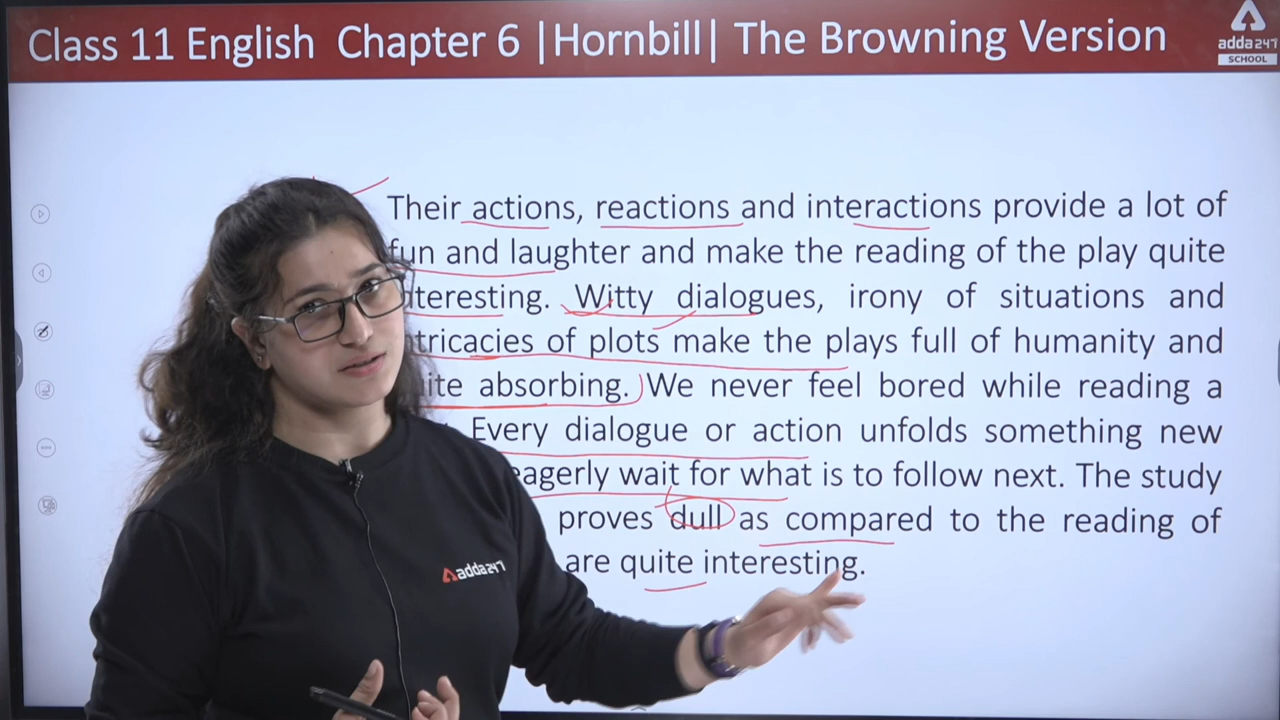 Class 11 English Chapter 6 |Hornbill| The Browning Version
adda247
SCHOOL
Their actions, reactions and interactions provide a lot of
fun and laughter and make the reading of the play quite
interesting. Witty dialogues, irony of situations and
intricacies of plots make the plays full of humanity and
quite absorbing. We never feel bored while reading a
Every dialogue or action unfolds something new
eagerly wait for what is to follow next. The study
proves dull as compared to the reading of
are quite interesting.
adda247